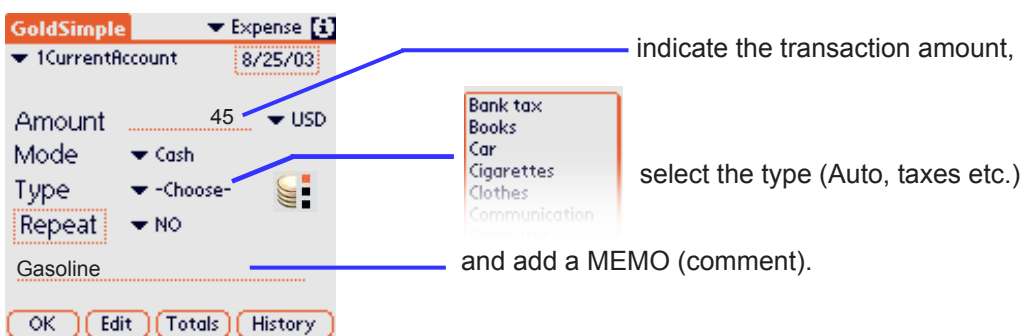 GoldSimple Expense
1CurrentAccount 8/25/03
indicate the transaction amount,
Amount 45 USD
Mode Cash
Type -Choose-
Repeat NO
Gasoline
Bank tax
Books
Car
Cigarettes
Clothes
Communication
select the type (Auto, taxes etc.)
and add a MEMO (comment).
OK Edit Totals History